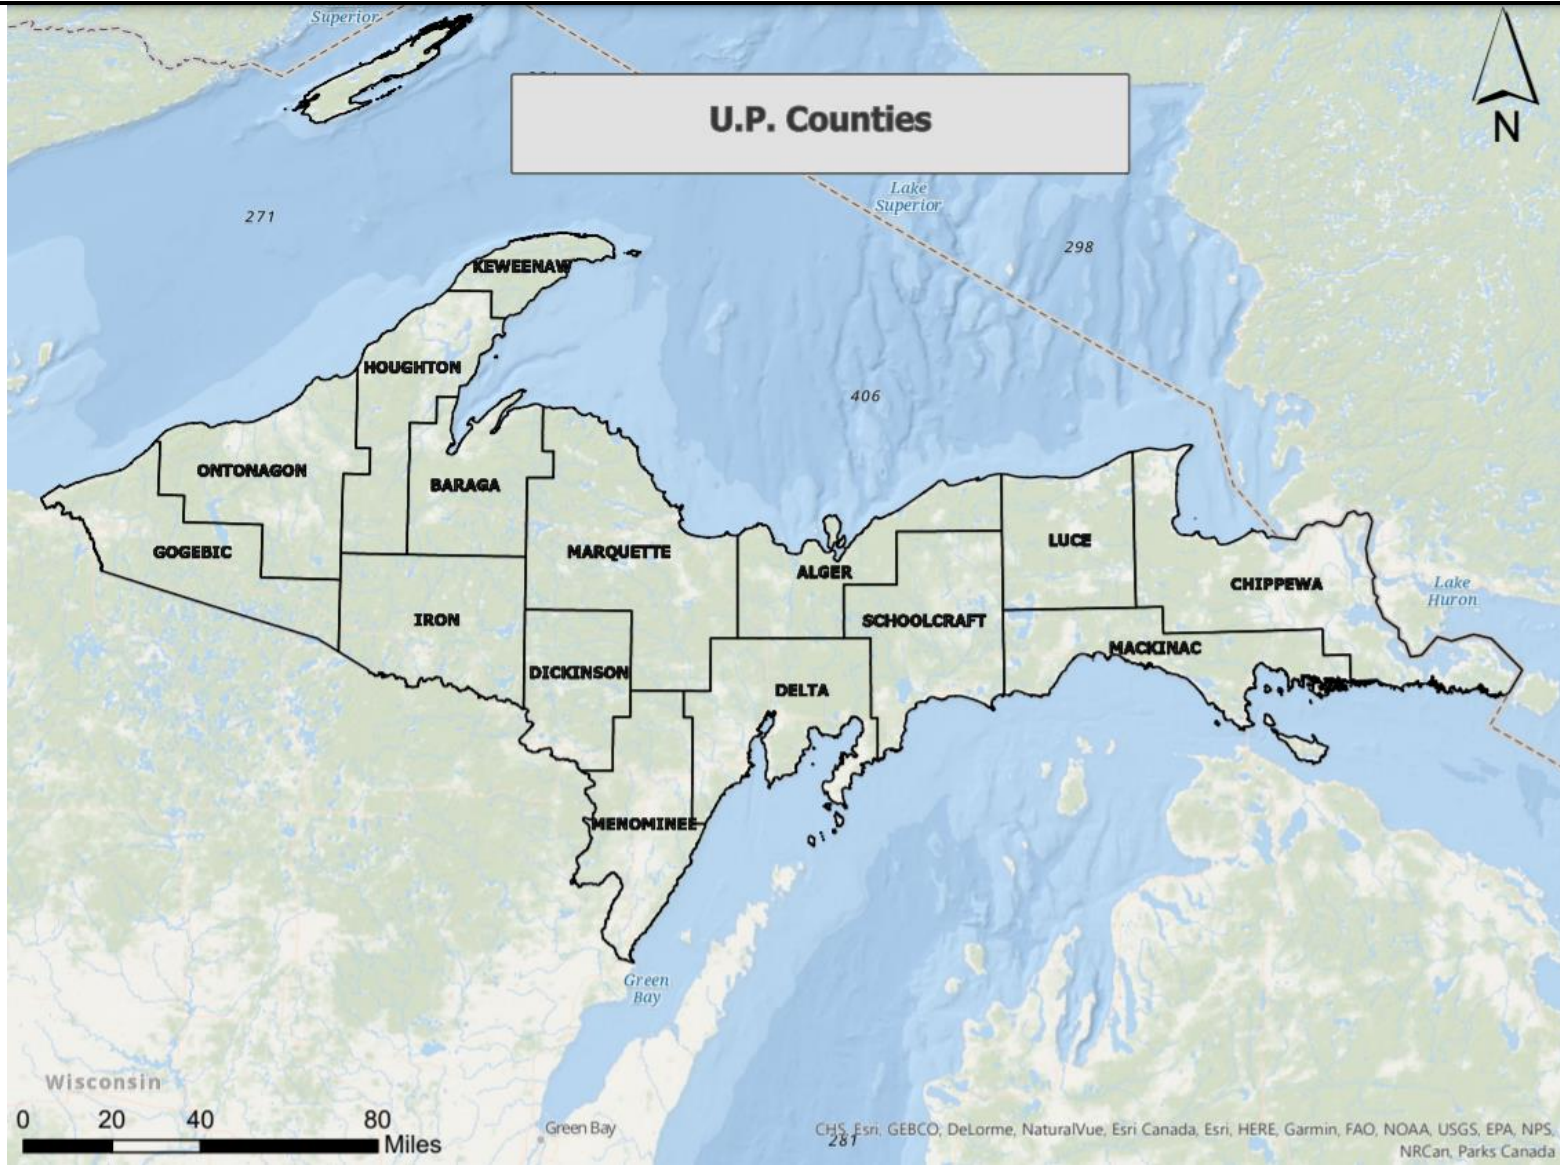 Superior
U.P. Counties
N
Lake
Superior
271
298
KEWEENAW
HOUGHTON
406
ONTONAGON
BARAGA
GOGEBIC
MARQUETTE
LUCE
ALGER
CHIPPEWA
Lake
Huron
IRON
SCHOOLCRAFT
MACKINAC
DICKINSON
DELTA
MENOMINEE
Green
Bay
Wisconsin
0 20 40 80
Miles
Green Bay
281
CHS, Esri, GEBCO, DeLorme, NaturalVue, Esri Canada, Esri, HERE, Garmin, FAO, NOAA, USGS, EPA, NPS,
NRCan, Parks Canada